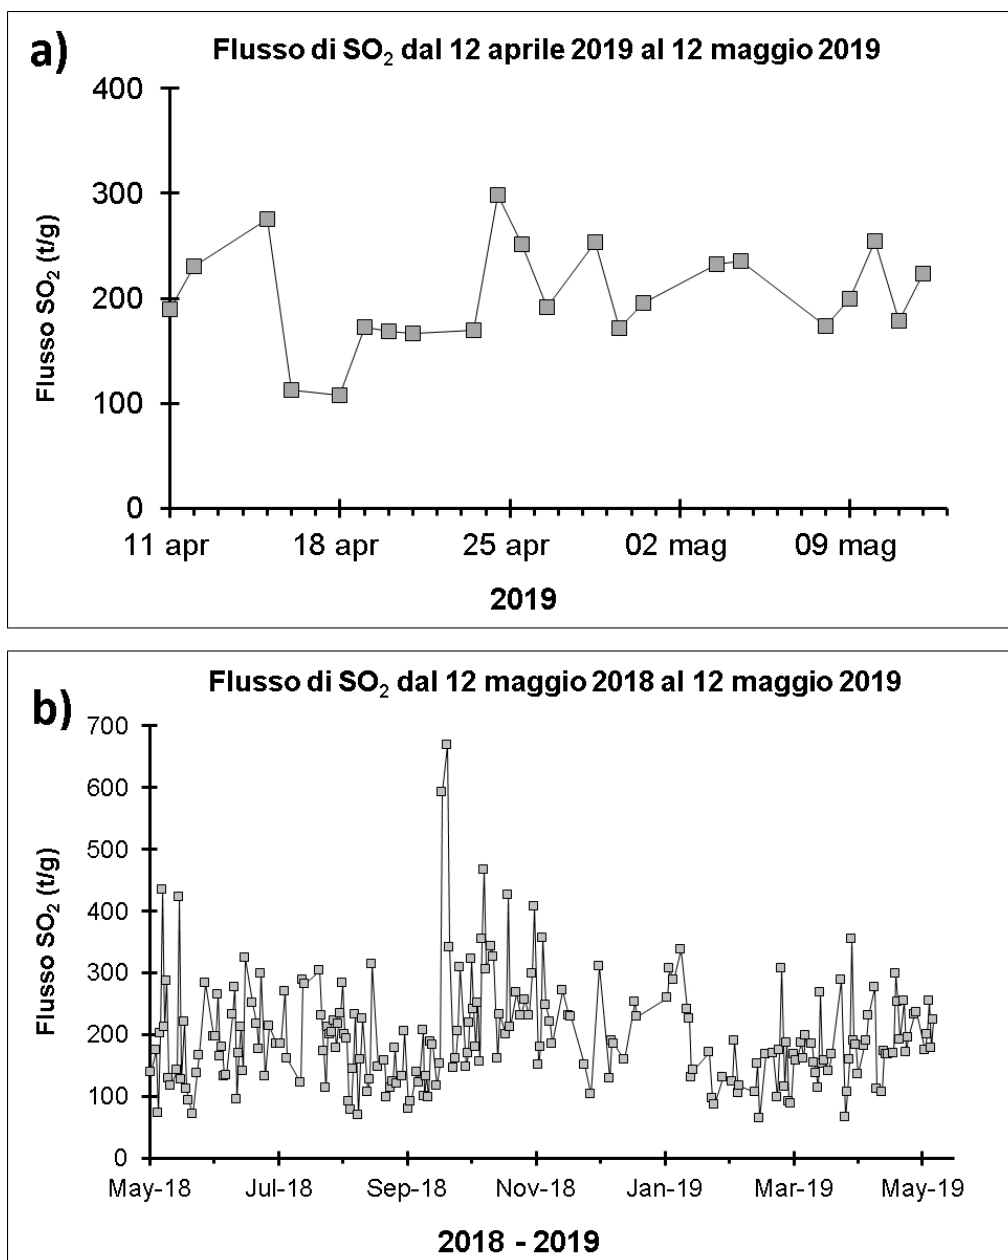 a)
Flusso di SO₂ dal 12 aprile 2019 al 12 maggio 2019
400
300
200
100
0
Flusso SO₂ (t/g)
11 apr 18 apr 25 apr 02 mag 09 mag
2019
b)
Flusso di SO₂ dal 12 maggio 2018 al 12 maggio 2019
700
600
500
400
300
200
100
0
Flusso SO₂ (t/g)
May-18 Jul-18 Sep-18 Nov-18 Jan-19 Mar-19 May-19
2018 - 2019